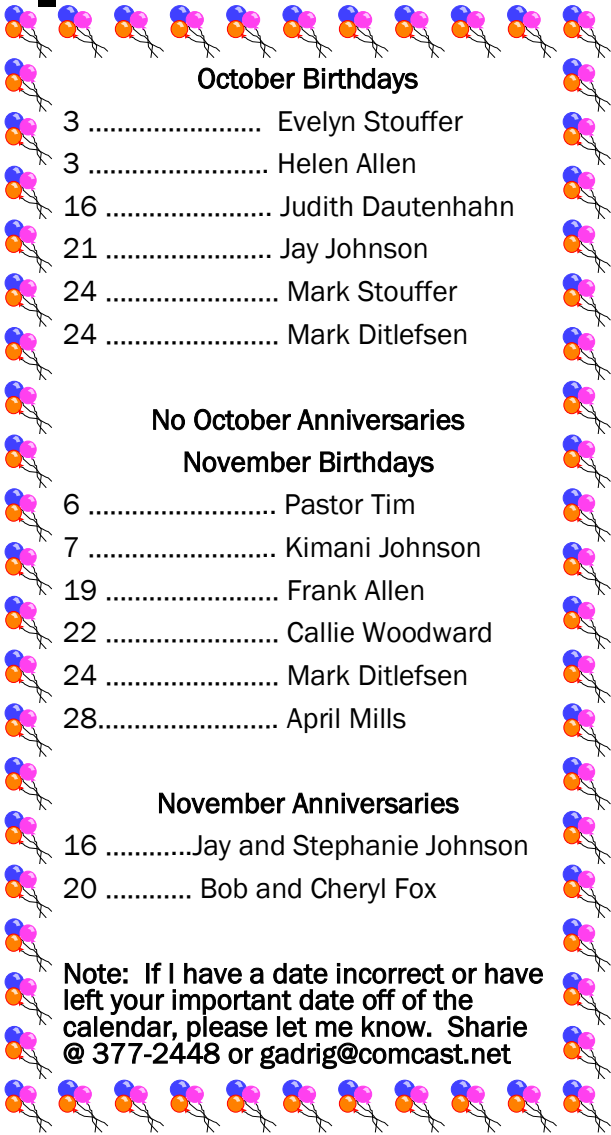 October Birthdays
3 ........................ Evelyn Stouffer
3 ......................... Helen Allen
16 ....................... Judith Dautenhahn
21 ....................... Jay Johnson
24 ........................ Mark Stouffer
24 ........................ Mark Ditlefsen
No October Anniversaries
November Birthdays
6 .......................... Pastor Tim
7 .......................... Kimani Johnson
19 ........................ Frank Allen
22 ........................ Callie Woodward
24 ........................ Mark Ditlefsen
28......................... April Mills
November Anniversaries
16 ............Jay and Stephanie Johnson
20 ............ Bob and Cheryl Fox
Note:  If I have a date incorrect or have
left your important date off of the
calendar, please let me know.  Sharie
@ 377-2448 or gadrig@comcast.net